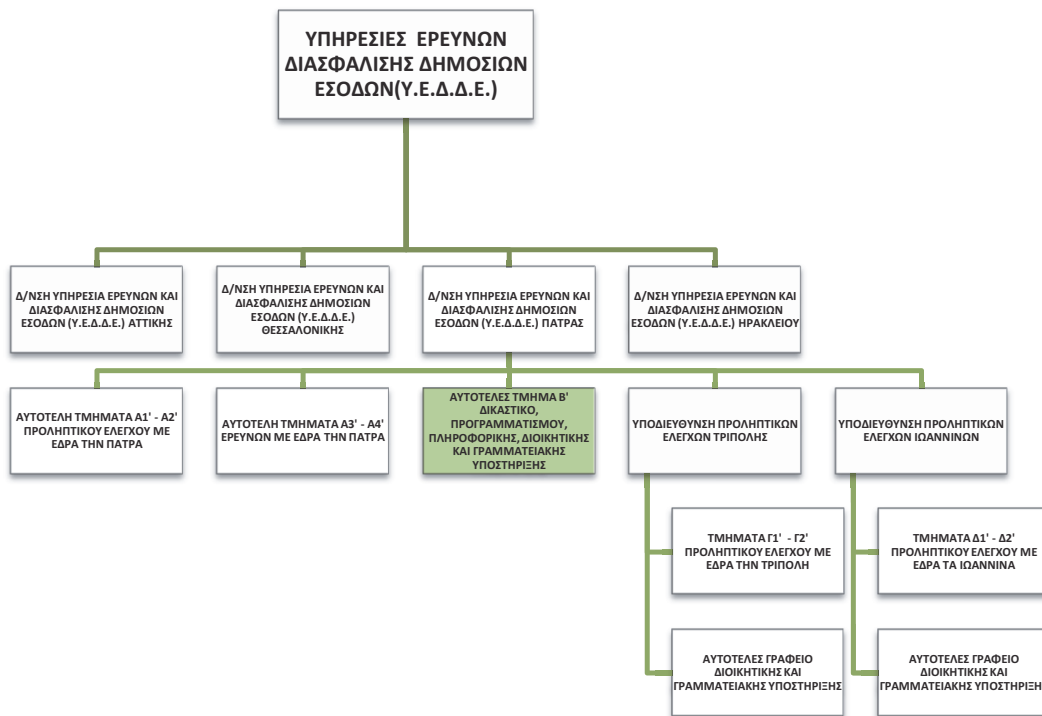 ΥΠΗΡΕΣΙΕΣ ΕΡΕΥΝΩΝ
ΔΙΑΣΦΑΛΙΣΗΣ ΔΗΜΟΣΙΩΝ
ΕΣΟΔΩΝ(Υ.Ε.Δ.Δ.Ε.)
Δ/ΝΣΗ ΥΠΗΡΕΣΙΑ ΕΡΕΥΝΩΝ ΚΑΙ
ΔΙΑΣΦΑΛΙΣΗΣ ΔΗΜΟΣΙΩΝ
ΕΣΟΔΩΝ (Υ.Ε.Δ.Δ.Ε.) ΑΤΤΙΚΗΣ
Δ/ΝΣΗ ΥΠΗΡΕΣΙΑ ΕΡΕΥΝΩΝ ΚΑΙ
ΔΙΑΣΦΑΛΙΣΗΣ ΔΗΜΟΣΙΩΝ
ΕΣΟΔΩΝ (Υ.Ε.Δ.Δ.Ε.)
ΘΕΣΣΑΛΟΝΙΚΗΣ
Δ/ΝΣΗ ΥΠΗΡΕΣΙΑ ΕΡΕΥΝΩΝ ΚΑΙ
ΔΙΑΣΦΑΛΙΣΗΣ ΔΗΜΟΣΙΩΝ
ΕΣΟΔΩΝ (Υ.Ε.Δ.Δ.Ε.) ΠΑΤΡΑΣ
Δ/ΝΣΗ ΥΠΗΡΕΣΙΑ ΕΡΕΥΝΩΝ ΚΑΙ
ΔΙΑΣΦΑΛΙΣΗΣ ΔΗΜΟΣΙΩΝ
ΕΣΟΔΩΝ (Υ.Ε.Δ.Δ.Ε.) ΗΡΑΚΛΕΙΟΥ
ΑΥΤΟΤΕΛΗ ΤΜΗΜΑΤΑ Α1' - Α2'
ΠΡΟΛΗΠΤΙΚΟΥ ΕΛΕΓΧΟΥ ΜΕ
ΕΔΡΑ ΤΗΝ ΠΑΤΡΑ
ΑΥΤΟΤΕΛΗ ΤΜΗΜΑΤΑ Α3' - Α4'
ΕΡΕΥΝΩΝ ΜΕ ΕΔΡΑ ΤΗΝ ΠΑΤΡΑ
ΑΥΤΟΤΕΛΕΣ ΤΜΗΜΑ Β'
ΔΙΚΑΣΤΙΚΟ,
ΠΡΟΓΡΑΜΜΑΤΙΣΜΟΥ,
ΠΛΗΡΟΦΟΡΙΚΗΣ, ΔΙΟΙΚΗΤΙΚΗΣ
ΚΑΙ ΓΡΑΜΜΑΤΕΙΑΚΗΣ
ΥΠΟΣΤΗΡΙΞΗΣ
ΥΠΟΔΙΕΥΘΥΝΣΗ ΠΡΟΛΗΠΤΙΚΩΝ
ΕΛΕΓΧΩΝ ΤΡΙΠΟΛΗΣ
ΥΠΟΔΙΕΥΘΥΝΣΗ ΠΡΟΛΗΠΤΙΚΩΝ
ΕΛΕΓΧΩΝ ΙΩΑΝΝΙΝΩΝ
ΤΜΗΜΑΤΑ Γ1' - Γ2'
ΠΡΟΛΗΠΤΙΚΟΥ ΕΛΕΓΧΟΥ ΜΕ
ΕΔΡΑ ΤΗΝ ΤΡΙΠΟΛΗ
ΤΜΗΜΑΤΑ Δ1' - Δ2'
ΠΡΟΛΗΠΤΙΚΟΥ ΕΛΕΓΧΟΥ ΜΕ
ΕΔΡΑ ΤΑ ΙΩΑΝΝΙΝΑ
ΑΥΤΟΤΕΛΕΣ ΓΡΑΦΕΙΟ
ΔΙΟΙΚΗΤΙΚΗΣ ΚΑΙ
ΓΡΑΜΜΑΤΕΙΑΚΗΣ ΥΠΟΣΤΗΡΙΞΗΣ
ΑΥΤΟΤΕΛΕΣ ΓΡΑΦΕΙΟ
ΔΙΟΙΚΗΤΙΚΗΣ ΚΑΙ
ΓΡΑΜΜΑΤΕΙΑΚΗΣ ΥΠΟΣΤΗΡΙΞΗΣ